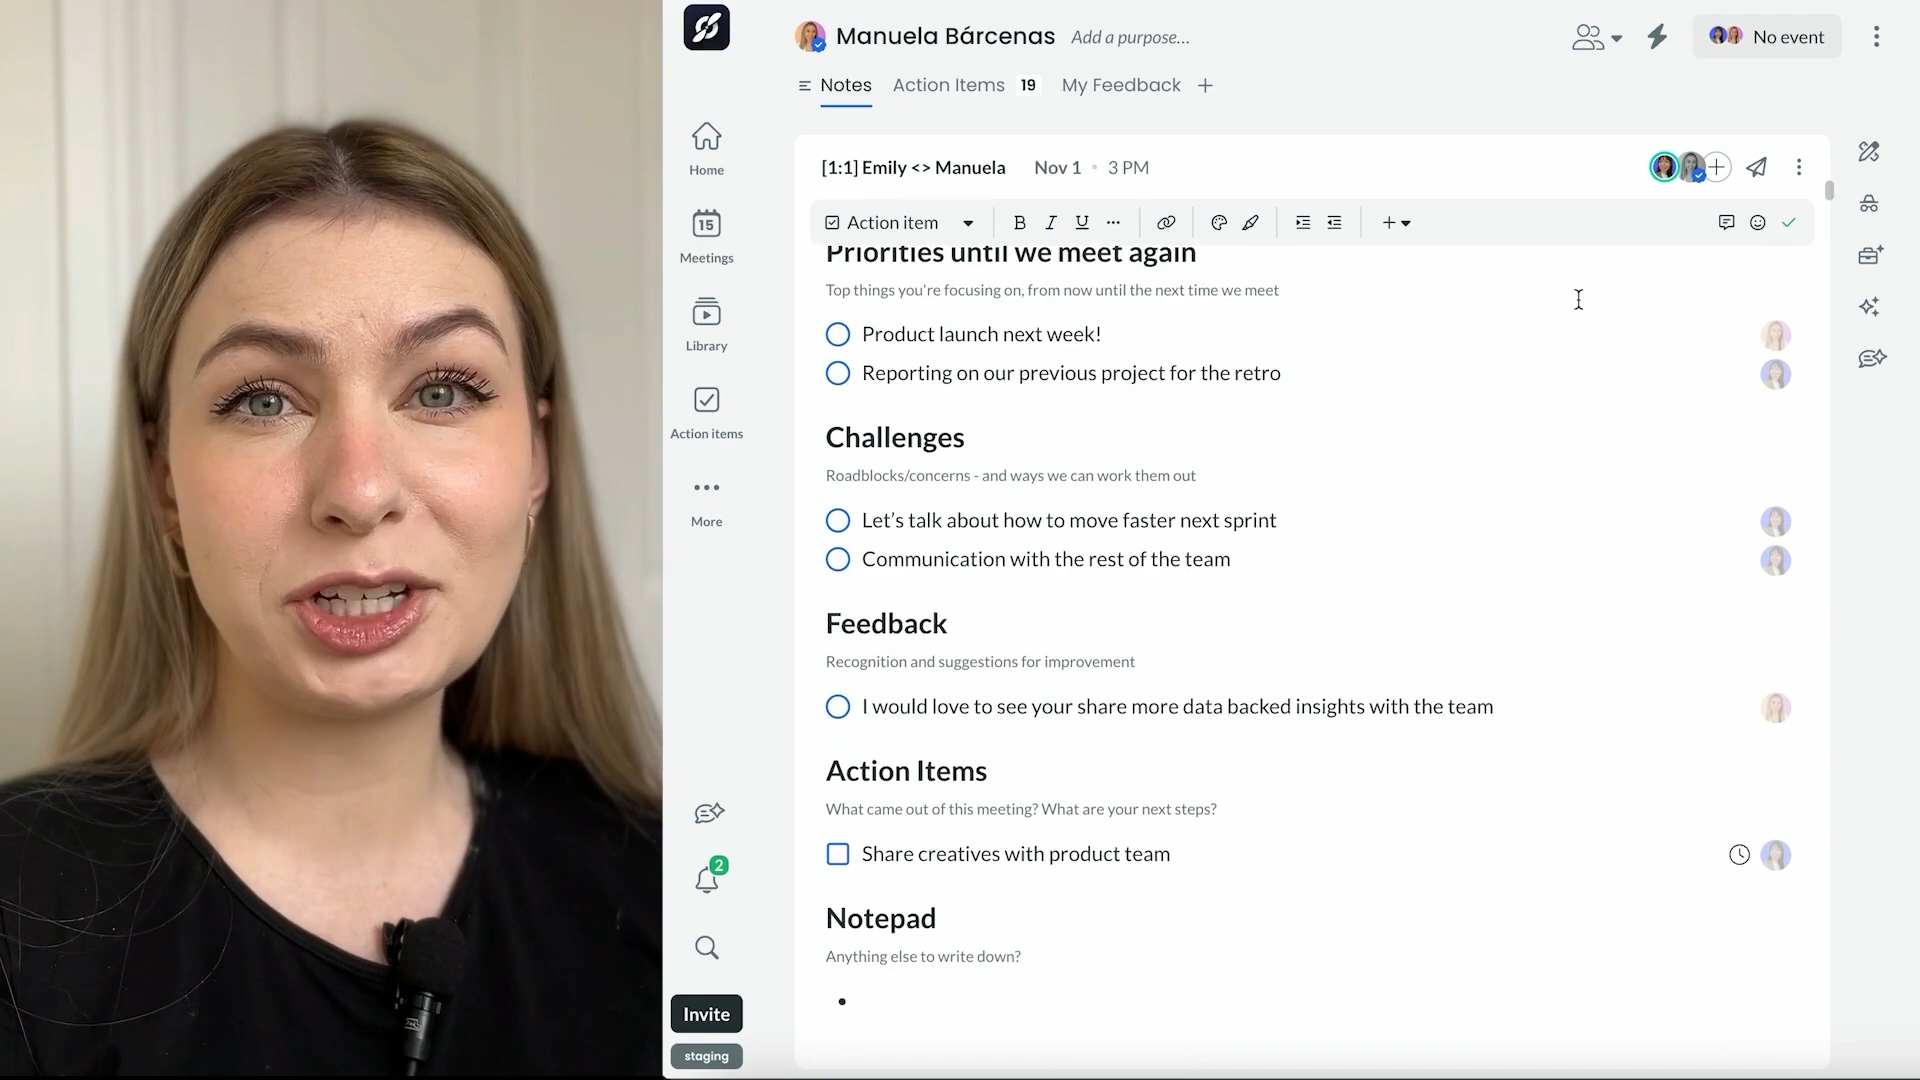 Manuela Bárcenas
Add a purpose...
No event
Notes
Action Items 19
My Feedback
Home
15
Meetings
Library
Action items
More
2
Invite
staging
[1:1] Emily <> Manuela
Nov 1 • 3 PM
Action item
B I U
Priorities until we meet again
Top things you're focusing on, from now until the next time we meet
Product launch next week!
Reporting on our previous project for the retro
Challenges
Roadblocks/concerns - and ways we can work them out
Let’s talk about how to move faster next sprint
Communication with the rest of the team
Feedback
Recognition and suggestions for improvement
I would love to see your share more data backed insights with the team
Action Items
What came out of this meeting? What are your next steps?
Share creatives with product team
Notepad
Anything else to write down?